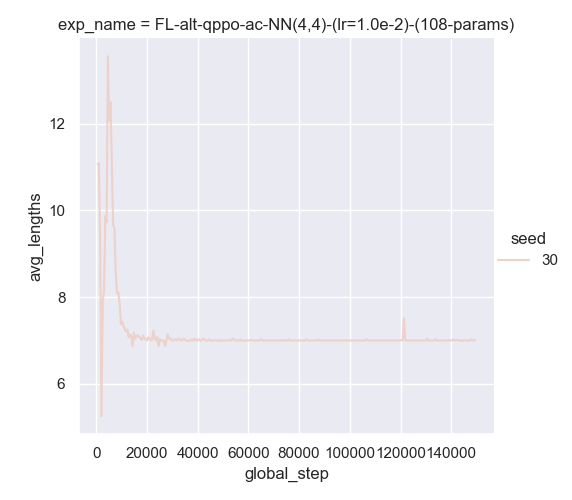 exp_name = FL-alt-qppo-ac-NN(4,4)-(lr=1.0e-2)-(108-params)
12
10
8
6
avg_lengths
0 20000 40000 60000 80000 100000 120000 140000
global_step
seed
30